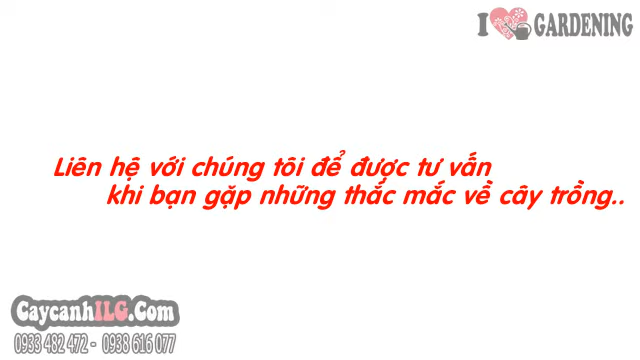 I GARDENING
Liên hệ với chúng tôi để được tư vấn
khi bạn gặp những thắc mắc về cây trồng..
CaycanhILG.Com
0933 482 472 - 0938 616 077